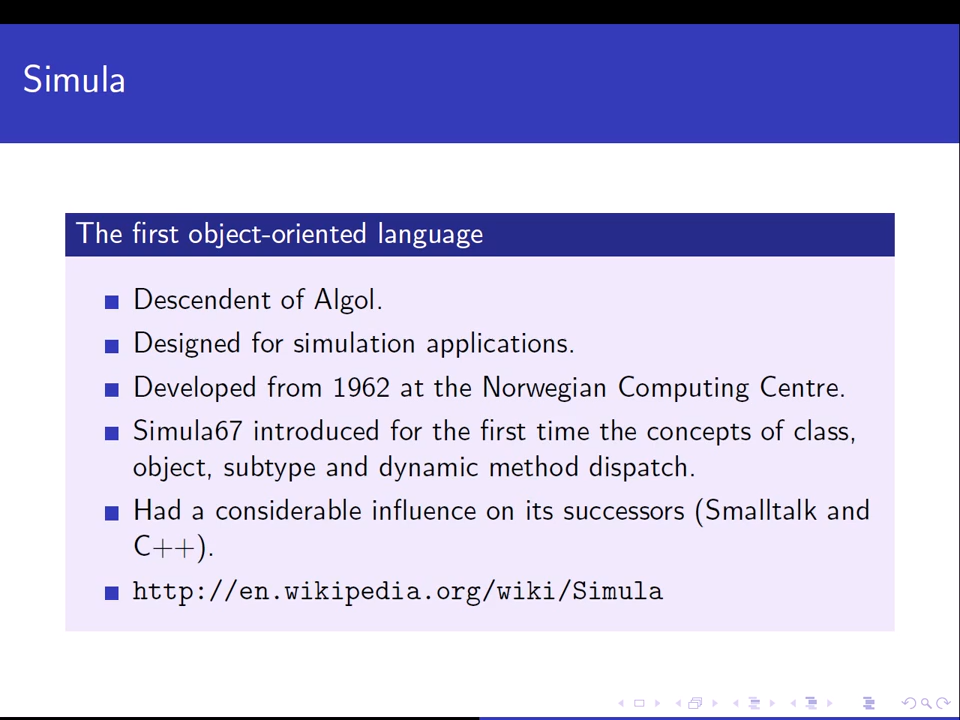 Simula
The first object-oriented language
Descendent of Algol.
Designed for simulation applications.
Developed from 1962 at the Norwegian Computing Centre.
Simula67 introduced for the first time the concepts of class,
object, subtype and dynamic method dispatch.
Had a considerable influence on its successors (Smalltalk and
C++).
http://en.wikipedia.org/wiki/Simula